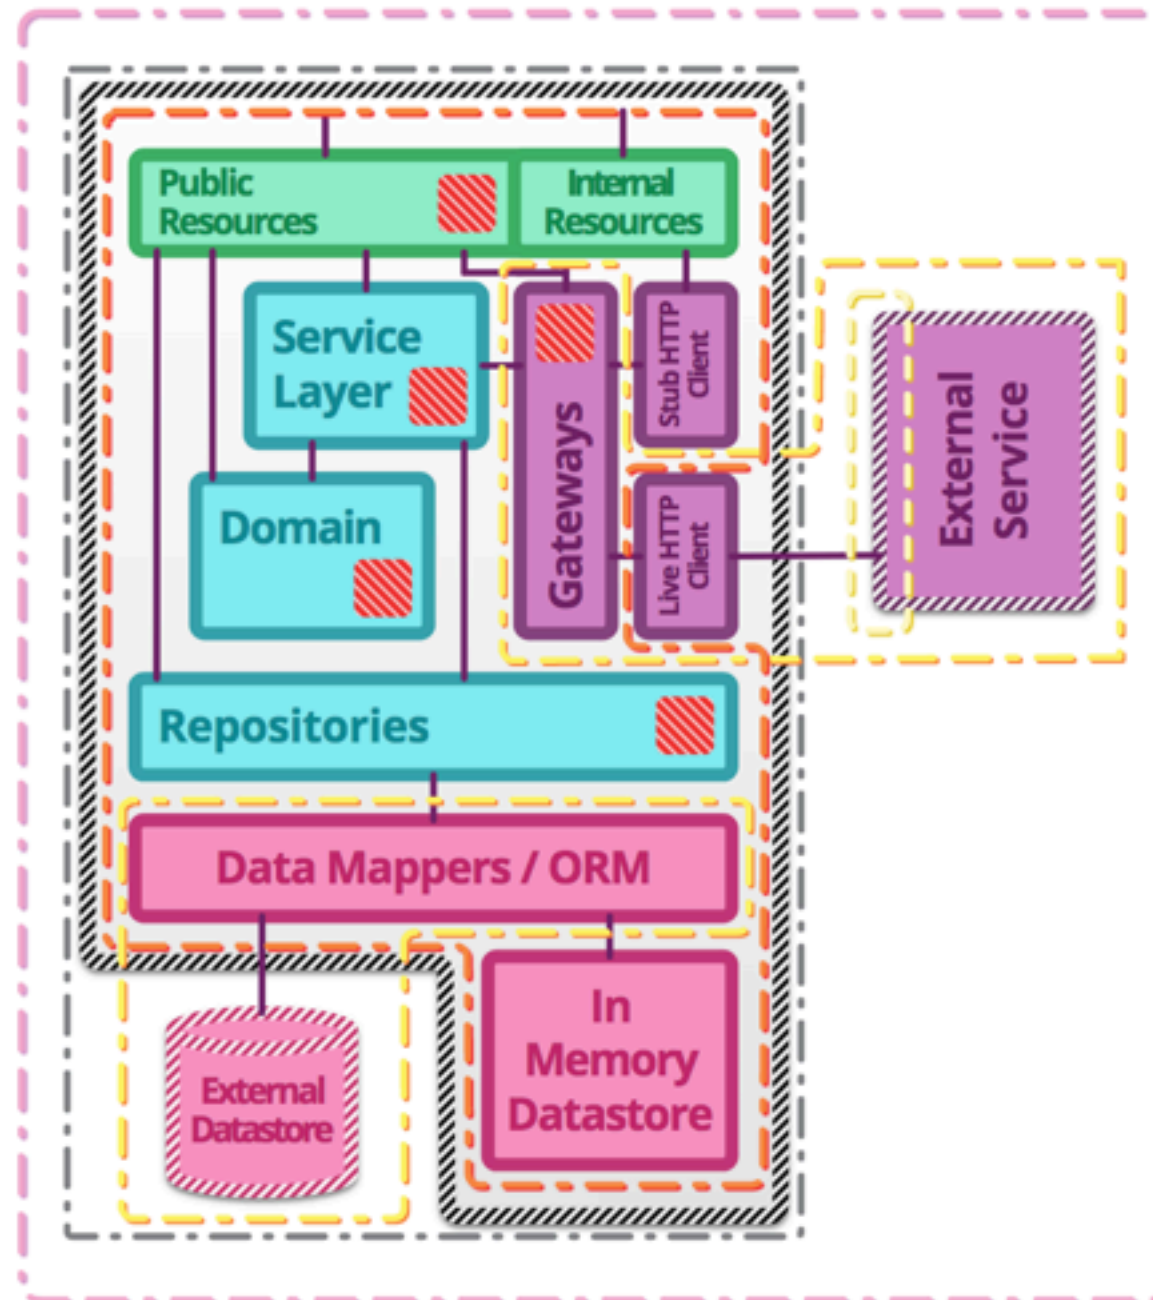 Public
Resources
Internal
Resources
Service
Layer
Gateways
Stub HTTP
Client
External
Service
Domain
Live HTTP
Client
Repositories
Data Mappers / ORM
External
Datastore
In
Memory
Datastore